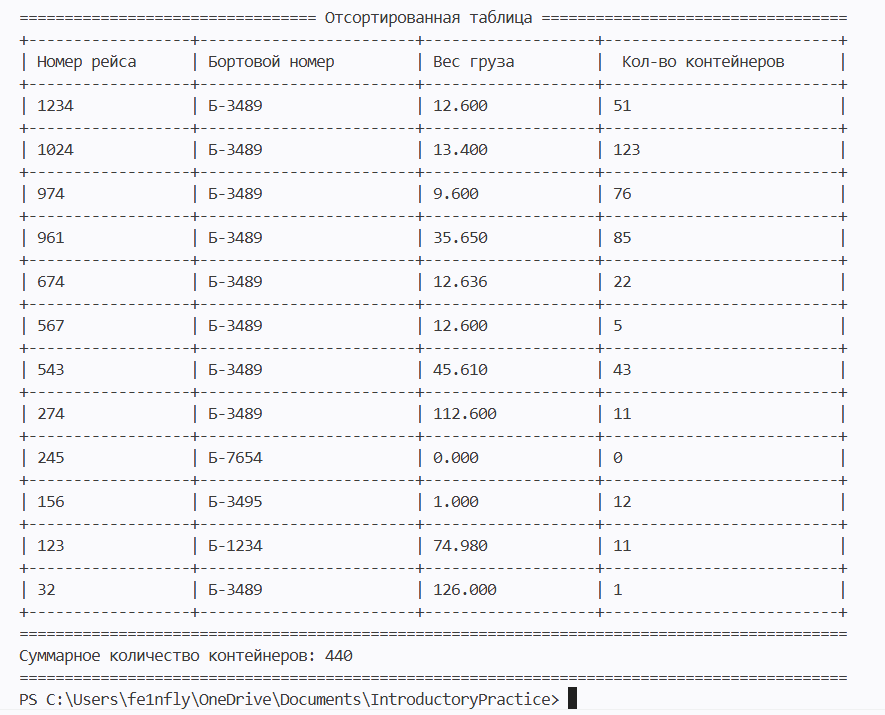 ================================= Отсортированная таблица ==================================
+------------------+------------------------+-------------------+--------------------------+
| Номер рейса | Бортовой номер | Вес груза | Кол-во контейнеров |
+------------------+------------------------+-------------------+--------------------------+
| 1234 | Б-3489 | 12.600 | 51 |
+------------------+------------------------+-------------------+--------------------------+
| 1024 | Б-3489 | 13.400 | 123 |
+------------------+------------------------+-------------------+--------------------------+
| 974 | Б-3489 | 9.600 | 76 |
+------------------+------------------------+-------------------+--------------------------+
| 961 | Б-3489 | 35.650 | 85 |
+------------------+------------------------+-------------------+--------------------------+
| 674 | Б-3489 | 12.636 | 22 |
+------------------+------------------------+-------------------+--------------------------+
| 567 | Б-3489 | 12.600 | 5 |
+------------------+------------------------+-------------------+--------------------------+
| 543 | Б-3489 | 45.610 | 43 |
+------------------+------------------------+-------------------+--------------------------+
| 274 | Б-3489 | 112.600 | 11 |
+------------------+------------------------+-------------------+--------------------------+
| 245 | Б-7654 | 0.000 | 0 |
+------------------+------------------------+-------------------+--------------------------+
| 156 | Б-3495 | 1.000 | 12 |
+------------------+------------------------+-------------------+--------------------------+
| 123 | Б-1234 | 74.980 | 11 |
+------------------+------------------------+-------------------+--------------------------+
| 32 | Б-3489 | 126.000 | 1 |
+------------------+------------------------+-------------------+--------------------------+
============================================================================================
Суммарное количество контейнеров: 440
============================================================================================
PS C:\Users\fe1nfly\OneDrive\Documents\IntroductoryPractice>